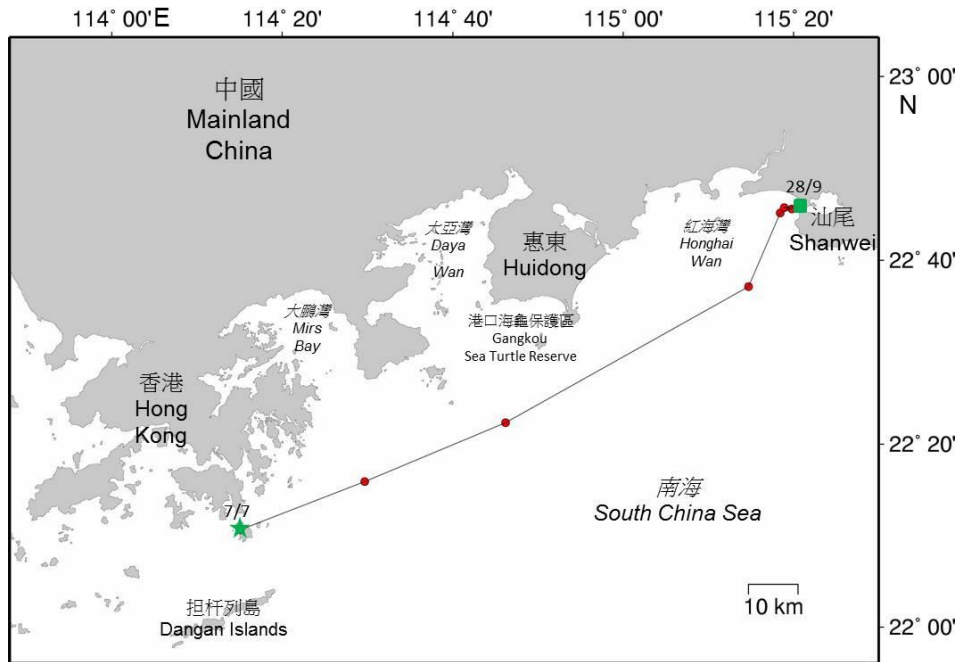 114° 00'E
114° 20'
114° 40'
115° 00'
115° 20'
23° 00'
N
中國
Mainland
China
28/9
汕尾
Shanwei
太亞灣
Daya
Wan
惠東
Huidong
紅海灣
Honghai
Wan
22° 40'
大鵬灣
Mirs
Bay
港口海龜保護區
Gangkou
Sea Turtle Reserve
香港
Hong
Kong
22° 20'
7/7
南海
South China Sea
10 km
担杆列島
Dangan Islands
22° 00'